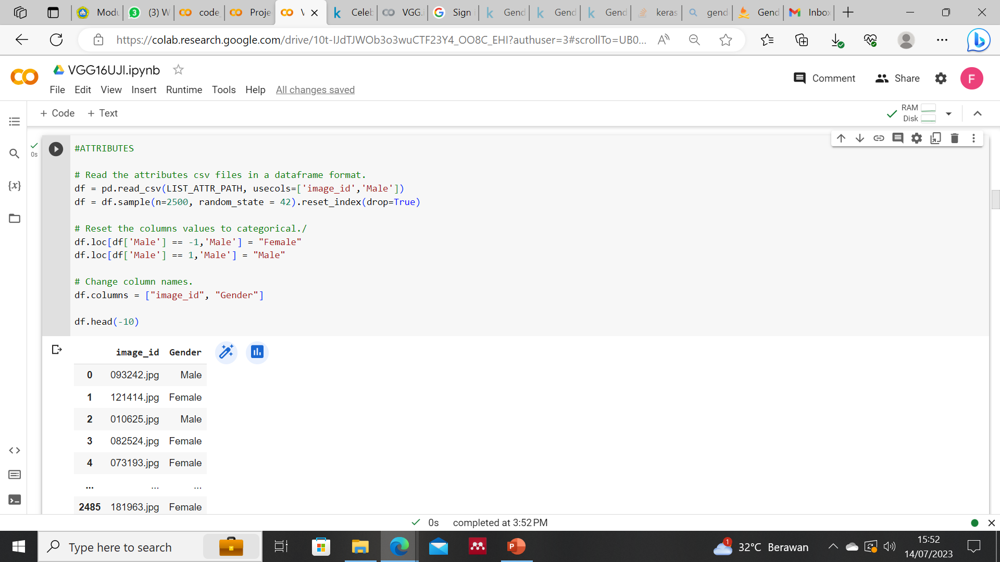 Modu
(3) W
code_
Proje
V
Celeb
VGG.i
Sign i
Gend
Gend
Gend
keras
gend
Gend
Inbox
https://colab.research.google.com/drive/10t-IJdTJWOb3o3wuCTF23Y4_OO8C_EHI?authuser=3#scrollTo=UB0...
VGG16UJI.ipynb
Comment
Share
F
File Edit View Insert Runtime Tools Help All changes saved
+ Code + Text
RAM
Disk
0s
#ATTRIBUTES
# Read the attributes csv files in a dataframe format.
df = pd.read_csv(LIST_ATTR_PATH, usecols=['image_id','Male'])
df = df.sample(n=2500, random_state = 42).reset_index(drop=True)
# Reset the columns values to categorical./
df.loc[df['Male'] == -1,'Male'] = "Female"
df.loc[df['Male'] == 1,'Male'] = "Male"
# Change column names.
df.columns = ["image_id", "Gender"]
df.head(-10)
image_id Gender
0 093242.jpg Male
1 121414.jpg Female
2 010625.jpg Male
3 082524.jpg Female
4 073193.jpg Female
... ... ...
2485 181963.jpg Female
0s completed at 3:52 PM
Type here to search
1
32°C Berawan
15:52
14/07/2023